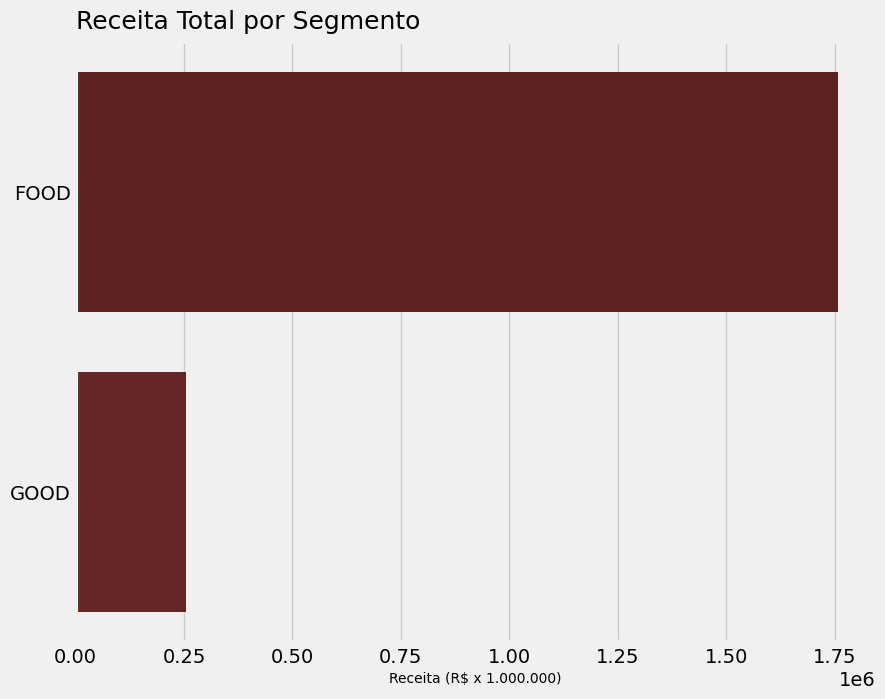 Receita Total por Segmento
FOOD
GOOD
0.00 0.25 0.50 0.75 1.00 1.25 1.50 1.75
Receita (R$ x 1.000.000)
1e6